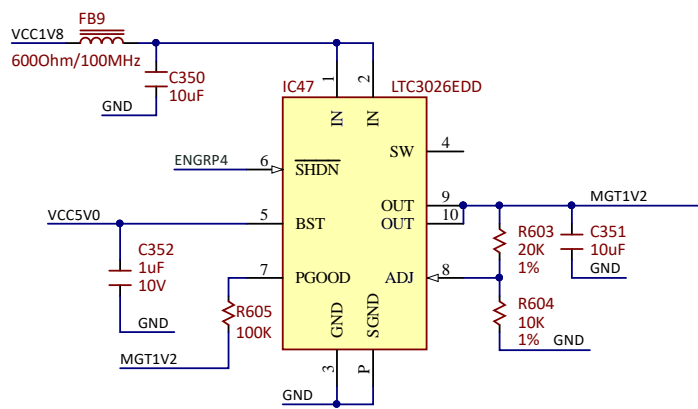 FB9
VCC1V8
600Ohm/100MHz
C350
10uF
GND
IC47
LTC3026EDD
1
2
IN
IN
SW
4
ENGRP4
6
SHDN
OUT
9
MGT1V2
OUT
10
VCC5V0
5
BST
R603
20K
1%
C351
10uF
GND
C352
1uF
10V
GND
7
PGOOD
ADJ
8
R605
100K
MGT1V2
R604
10K
1%
GND
GND
SGND
3
P
GND